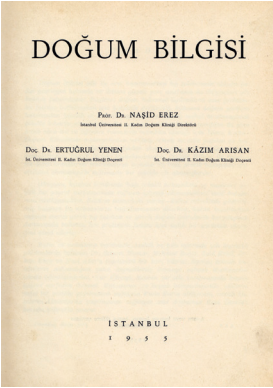 DOĞUM BİLGİSİ
PROF. DR. NAŞİD EREZ
İstanbul Üniversitesi II. Kadın Doğum Kliniği Direktörü
DOÇ. DR. ERTUĞRUL YENEN
İst. Üniversitesi II. Kadın Doğum Kliniği Doçenti
DOÇ. DR. KÂZIM ARISAN
İst. Üniversitesi II. Kadın Doğum Kliniği Doçenti
İSTANBUL
1955